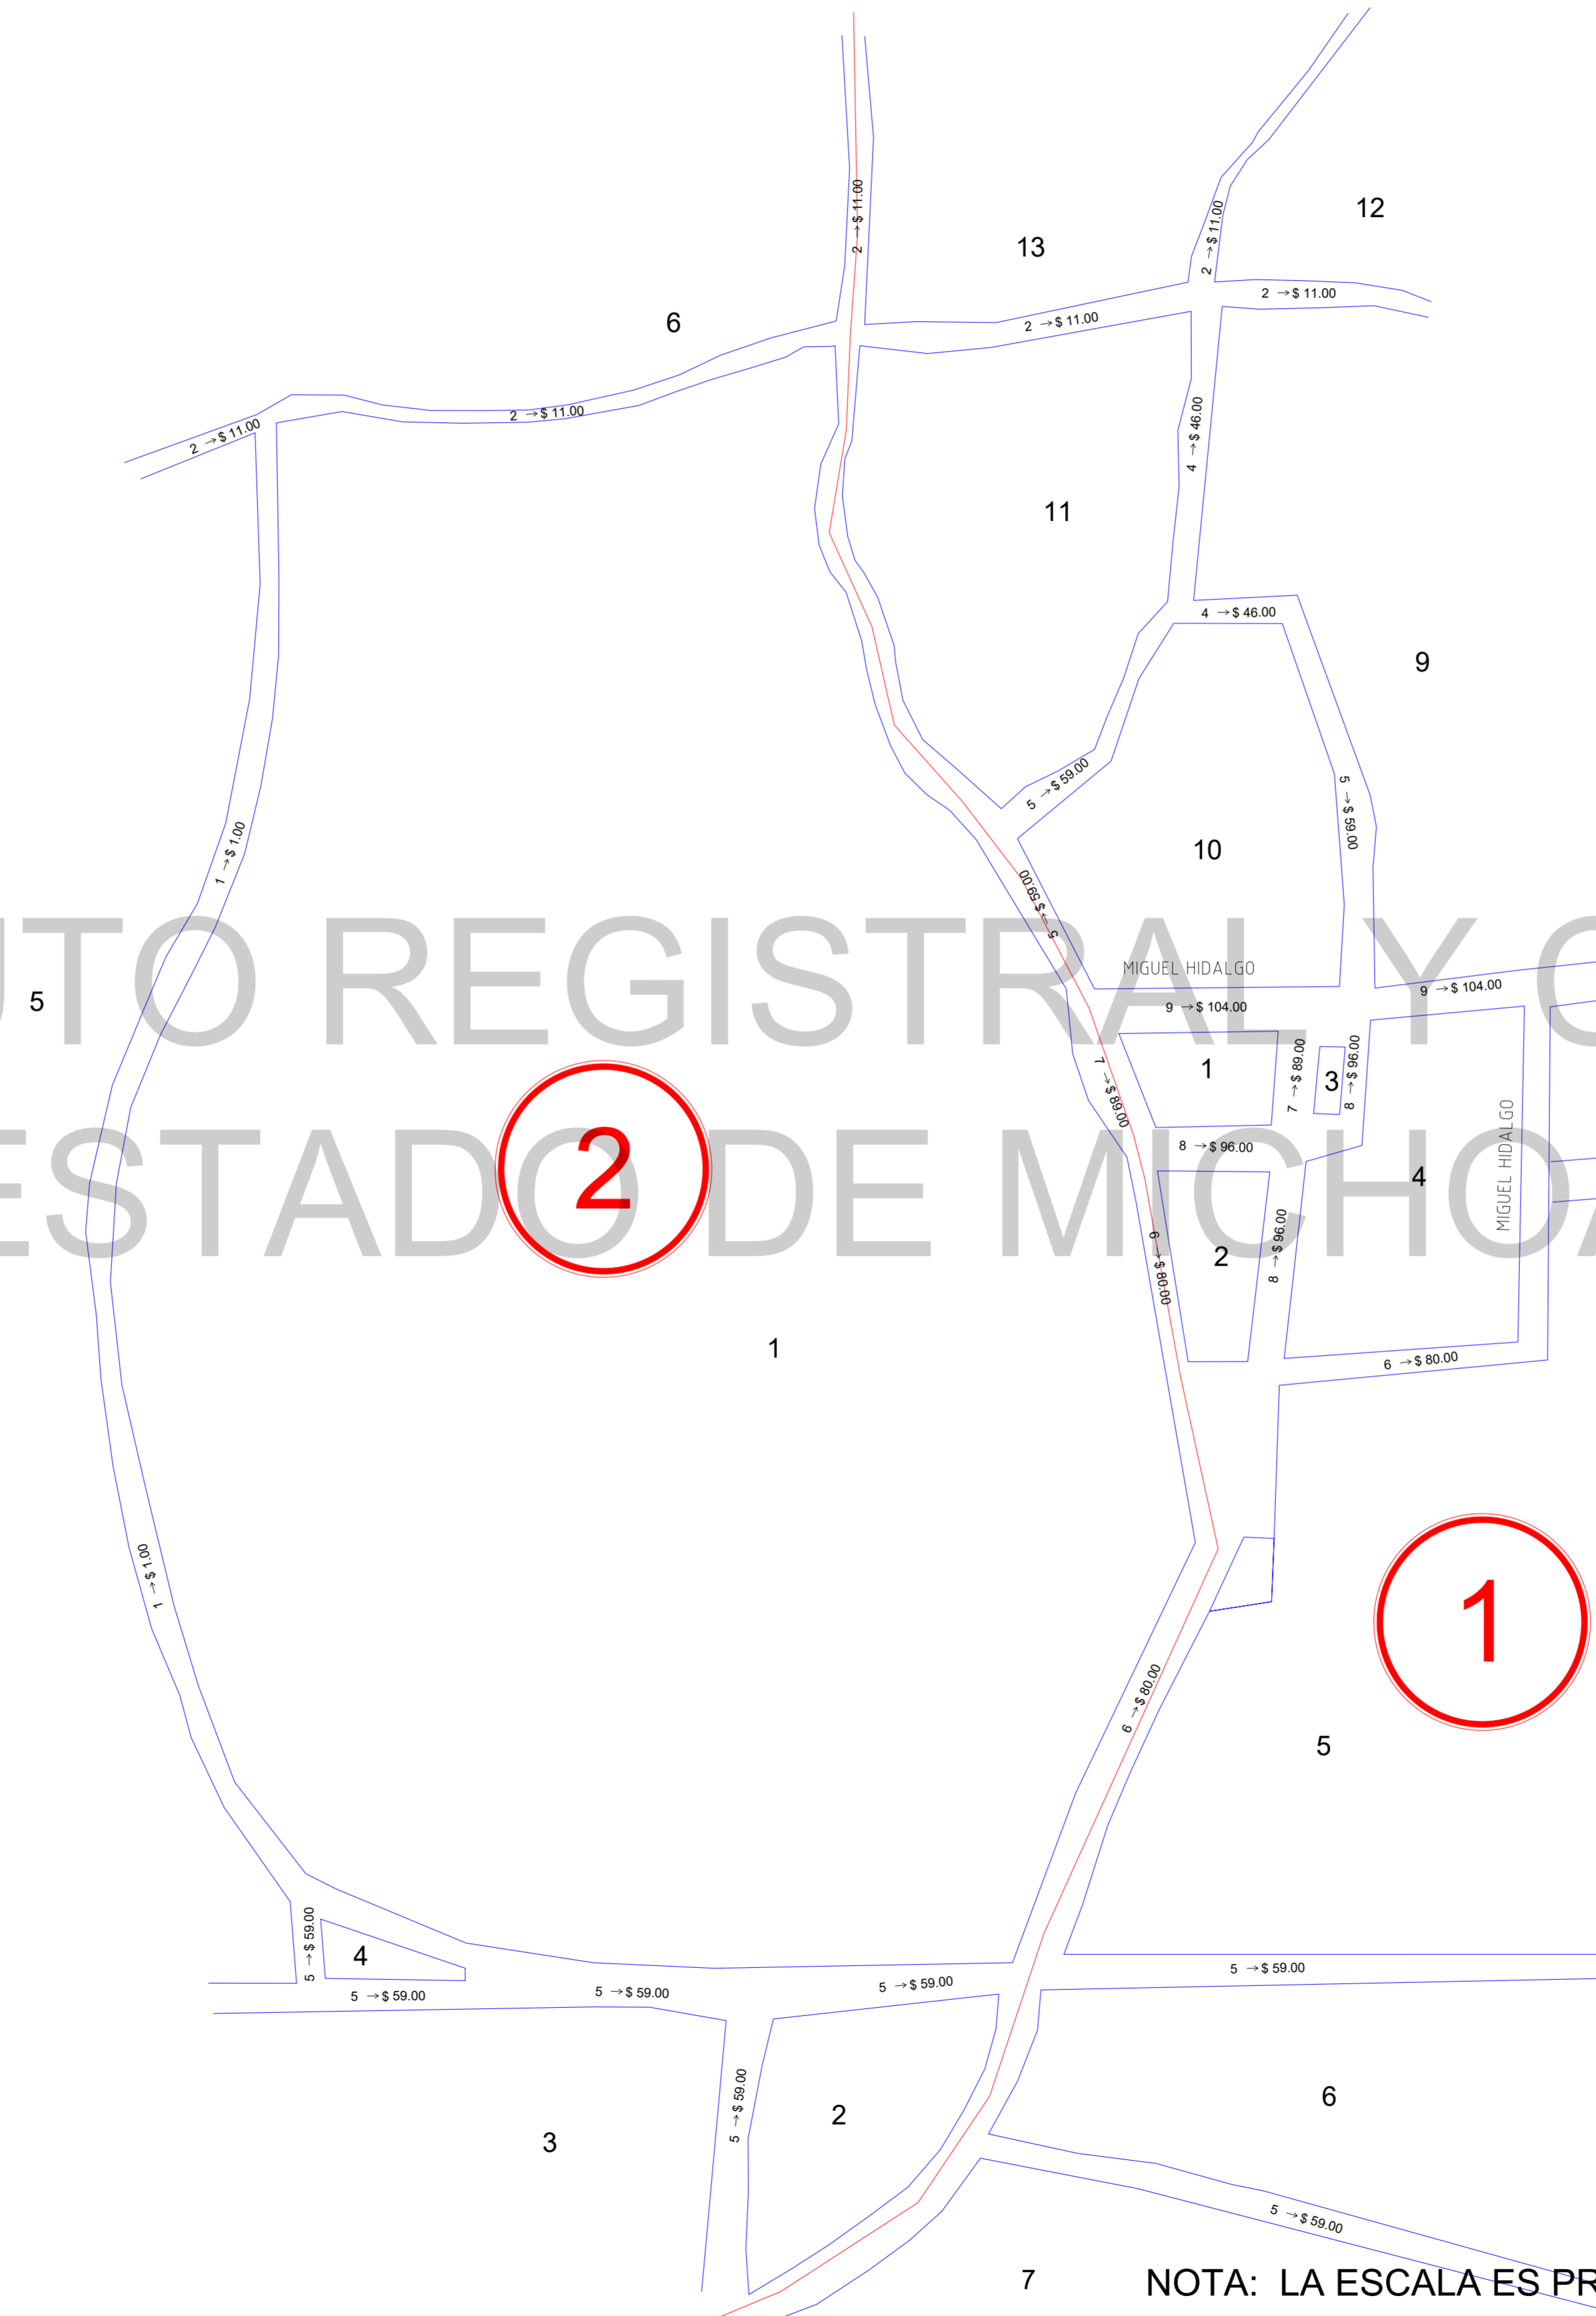 2 → $ 11.00
2 → $ 11.00
12
13
2 → $ 11.00
6
2 → $ 11.00
2 → $ 11.00
2 → $ 11.00
4 → $ 46.00
11
4 → $ 46.00
9
5 → $ 59.00
5 → $ 59.00
1 → $ 1.00
10
5 → $ 59.00
UTO REGISTRAL Y
MIGUEL HIDALGO
5
9 → $ 104.00
9 → $ 104.00
1
7 → $ 89.00
3
8 → $ 96.00
7 → $ 89.00
2
8 → $ 96.00
MIGUEL HIDALGO
4
ESTADO DE MICHO
6 → $ 80.00
2
8 → $ 96.00
1
6 → $ 80.00
1 → $ 1.00
1
6 → $ 80.00
5
5 → $ 59.00
4
5 → $ 59.00
5 → $ 59.00
5 → $ 59.00
5 → $ 59.00
5 → $ 59.00
2
6
3
5 → $ 59.00
7
NOTA: LA ESCALA ES PR